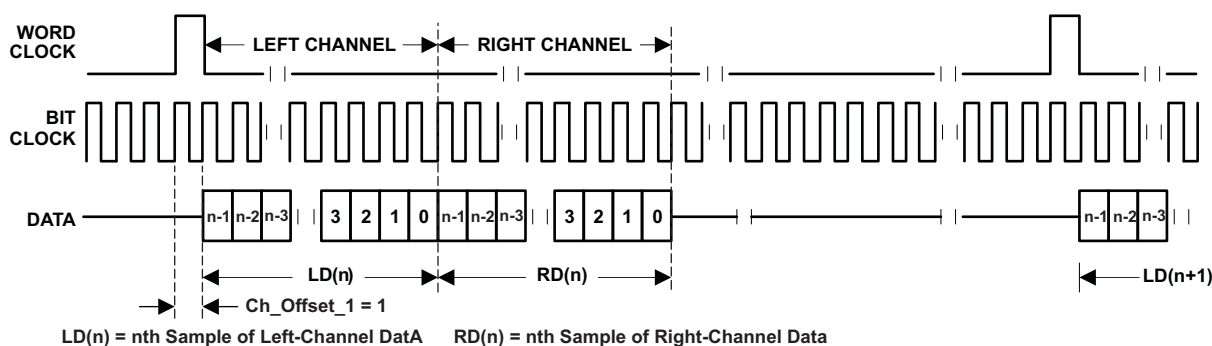 WORD
CLOCK
LEFT CHANNEL
RIGHT CHANNEL
BIT
CLOCK
DATA
n-1 n-2 n-3 3 2 1 0 n-1 n-2 n-3 3 2 1 0 n-1 n-2 n-3
LD(n)
RD(n)
LD(n+1)
Ch_Offset_1 = 1
LD(n) = nth Sample of Left-Channel DatA RD(n) = nth Sample of Right-Channel Data